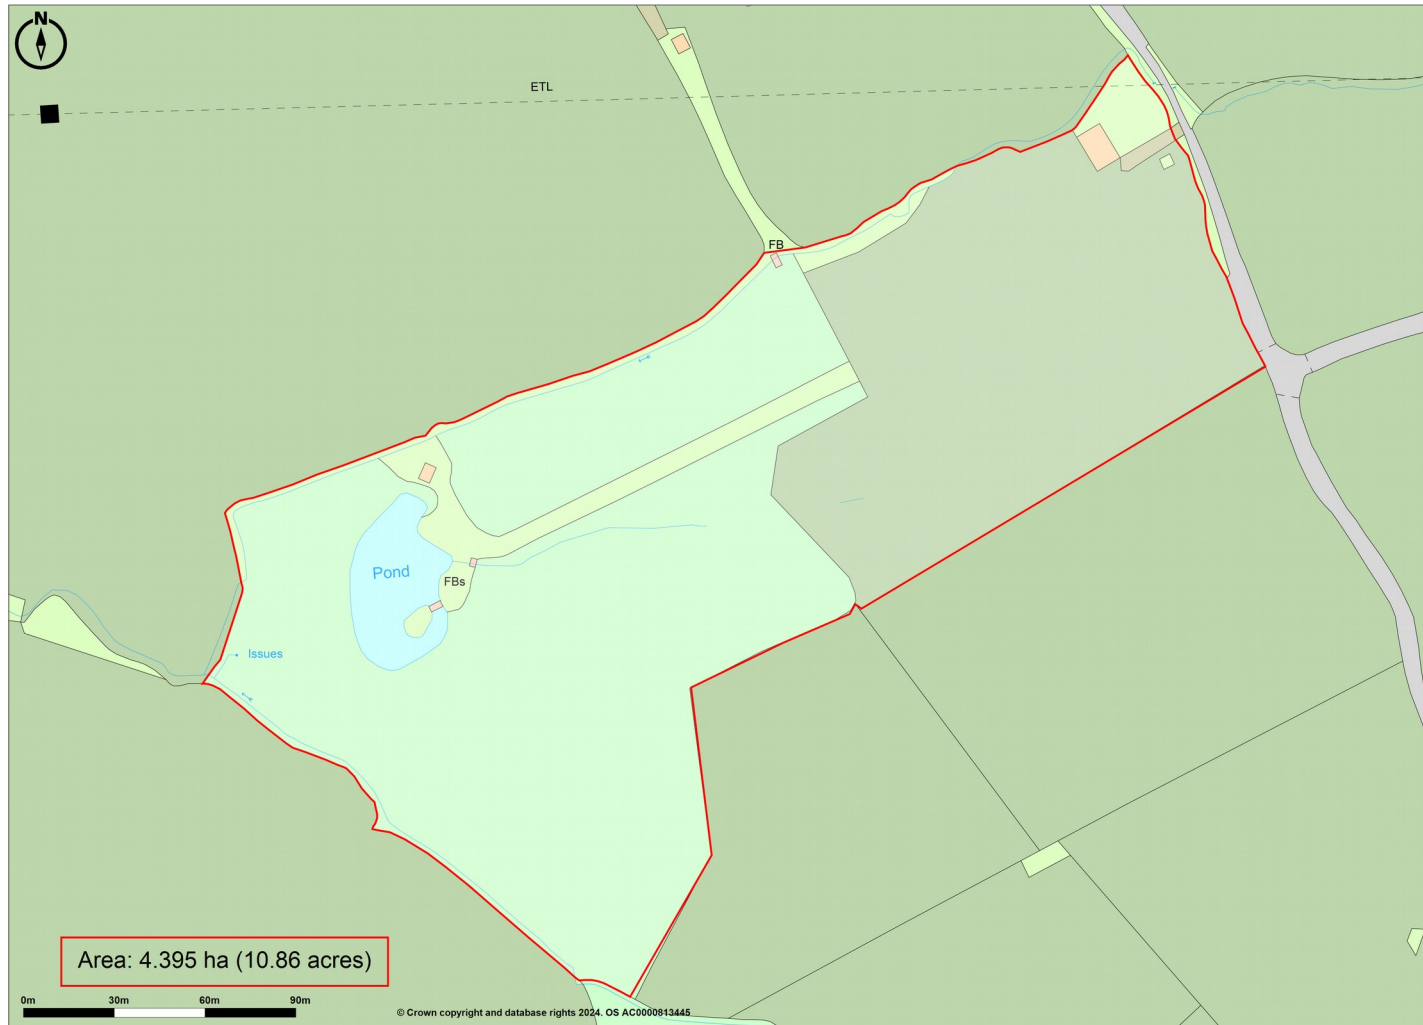 N
ETL
FB
Pond
FBs
Issues
Area: 4.395 ha (10.86 acres)
0m 30m 60m 90m
© Crown copyright and database rights 2024. OS AC0000813445